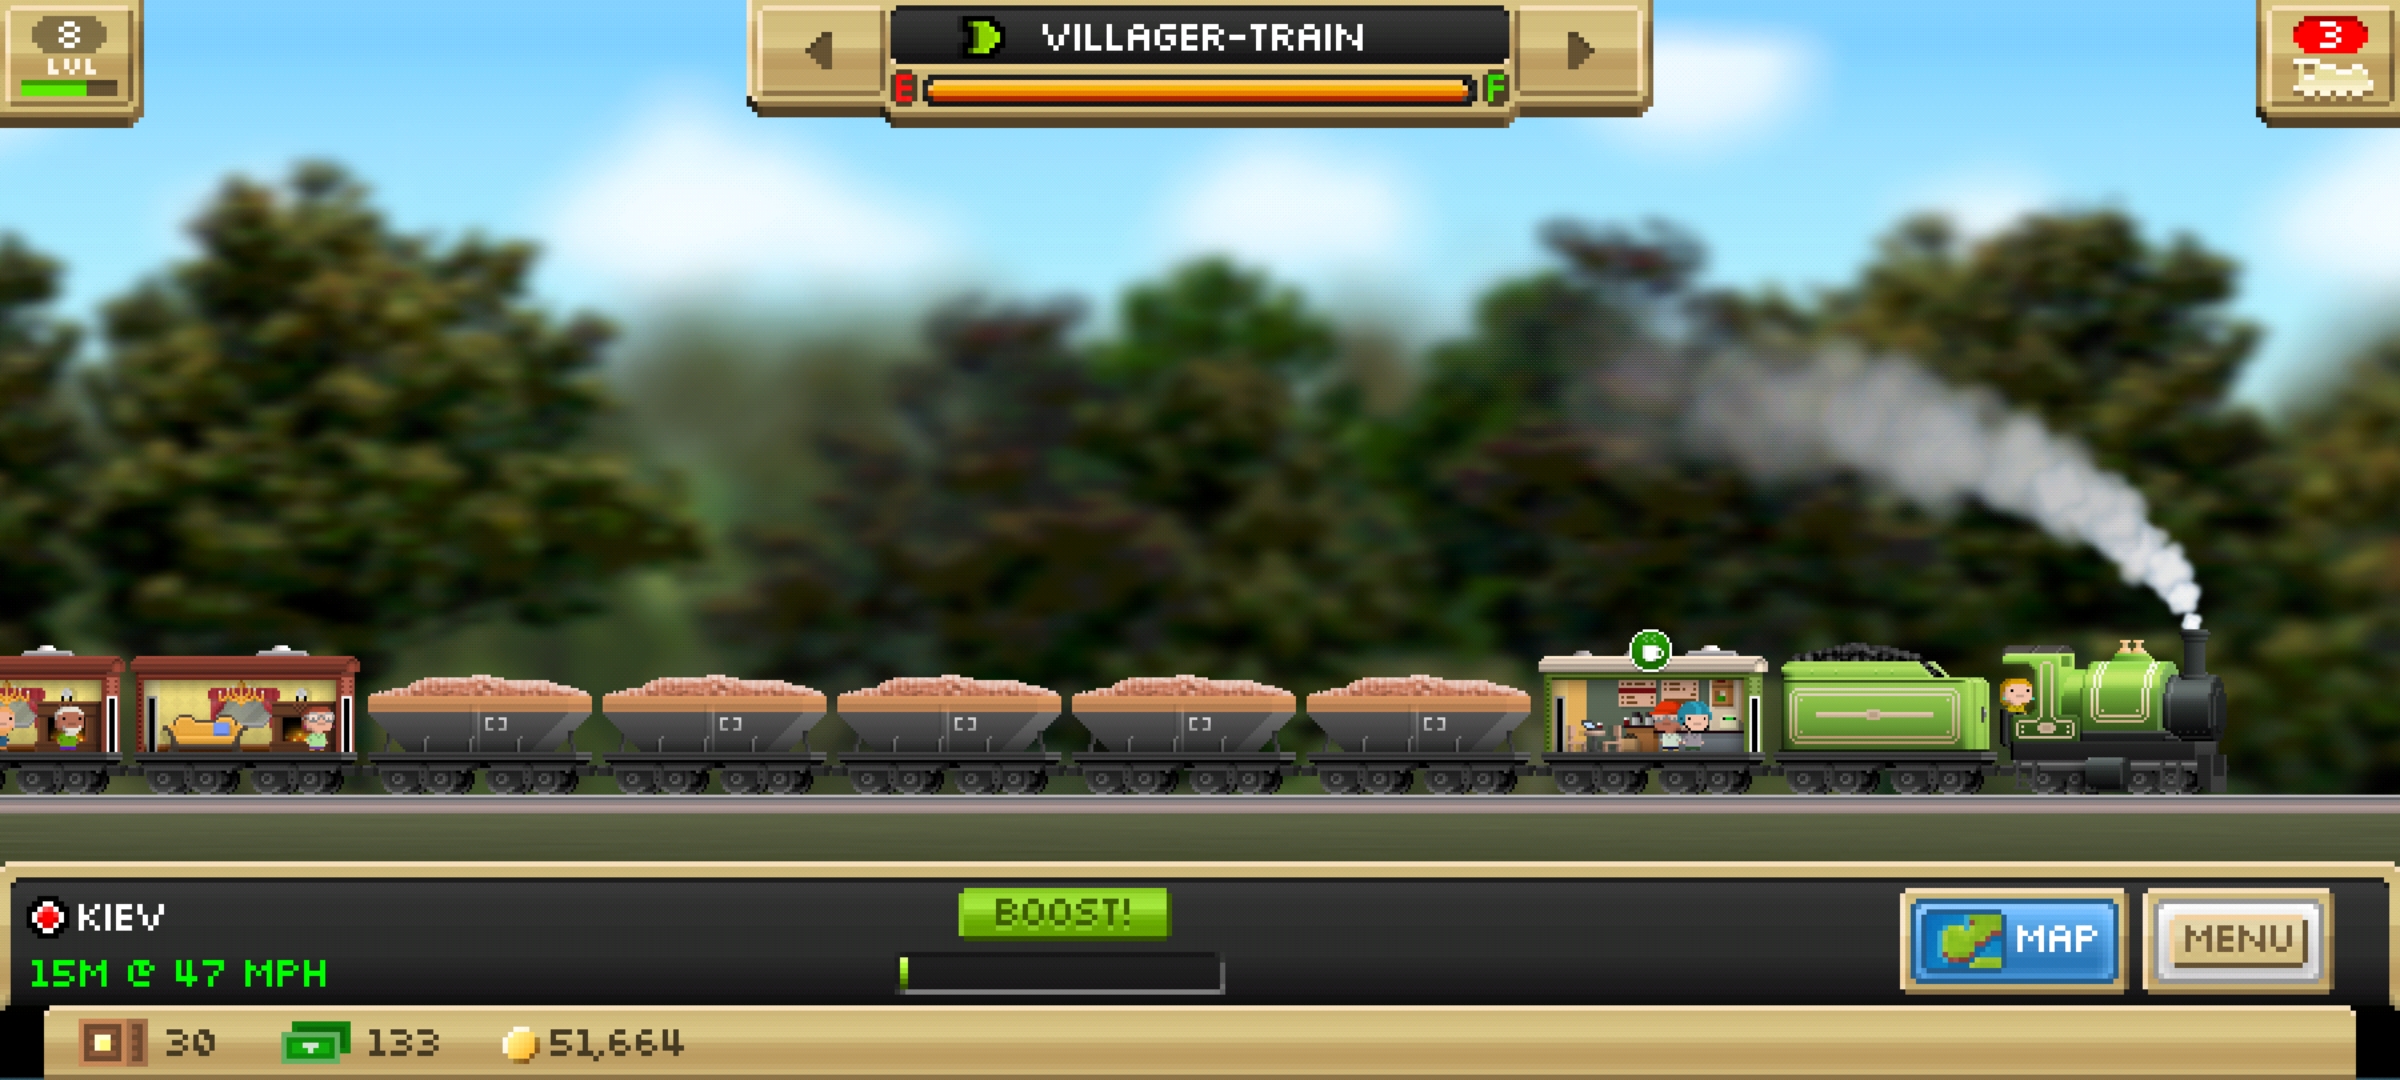 8
LVL
VILLAGER-TRAIN
E F
3
KIEV
BOOST!
15M @ 47 MPH
MAP
MENU
30 133 51,664